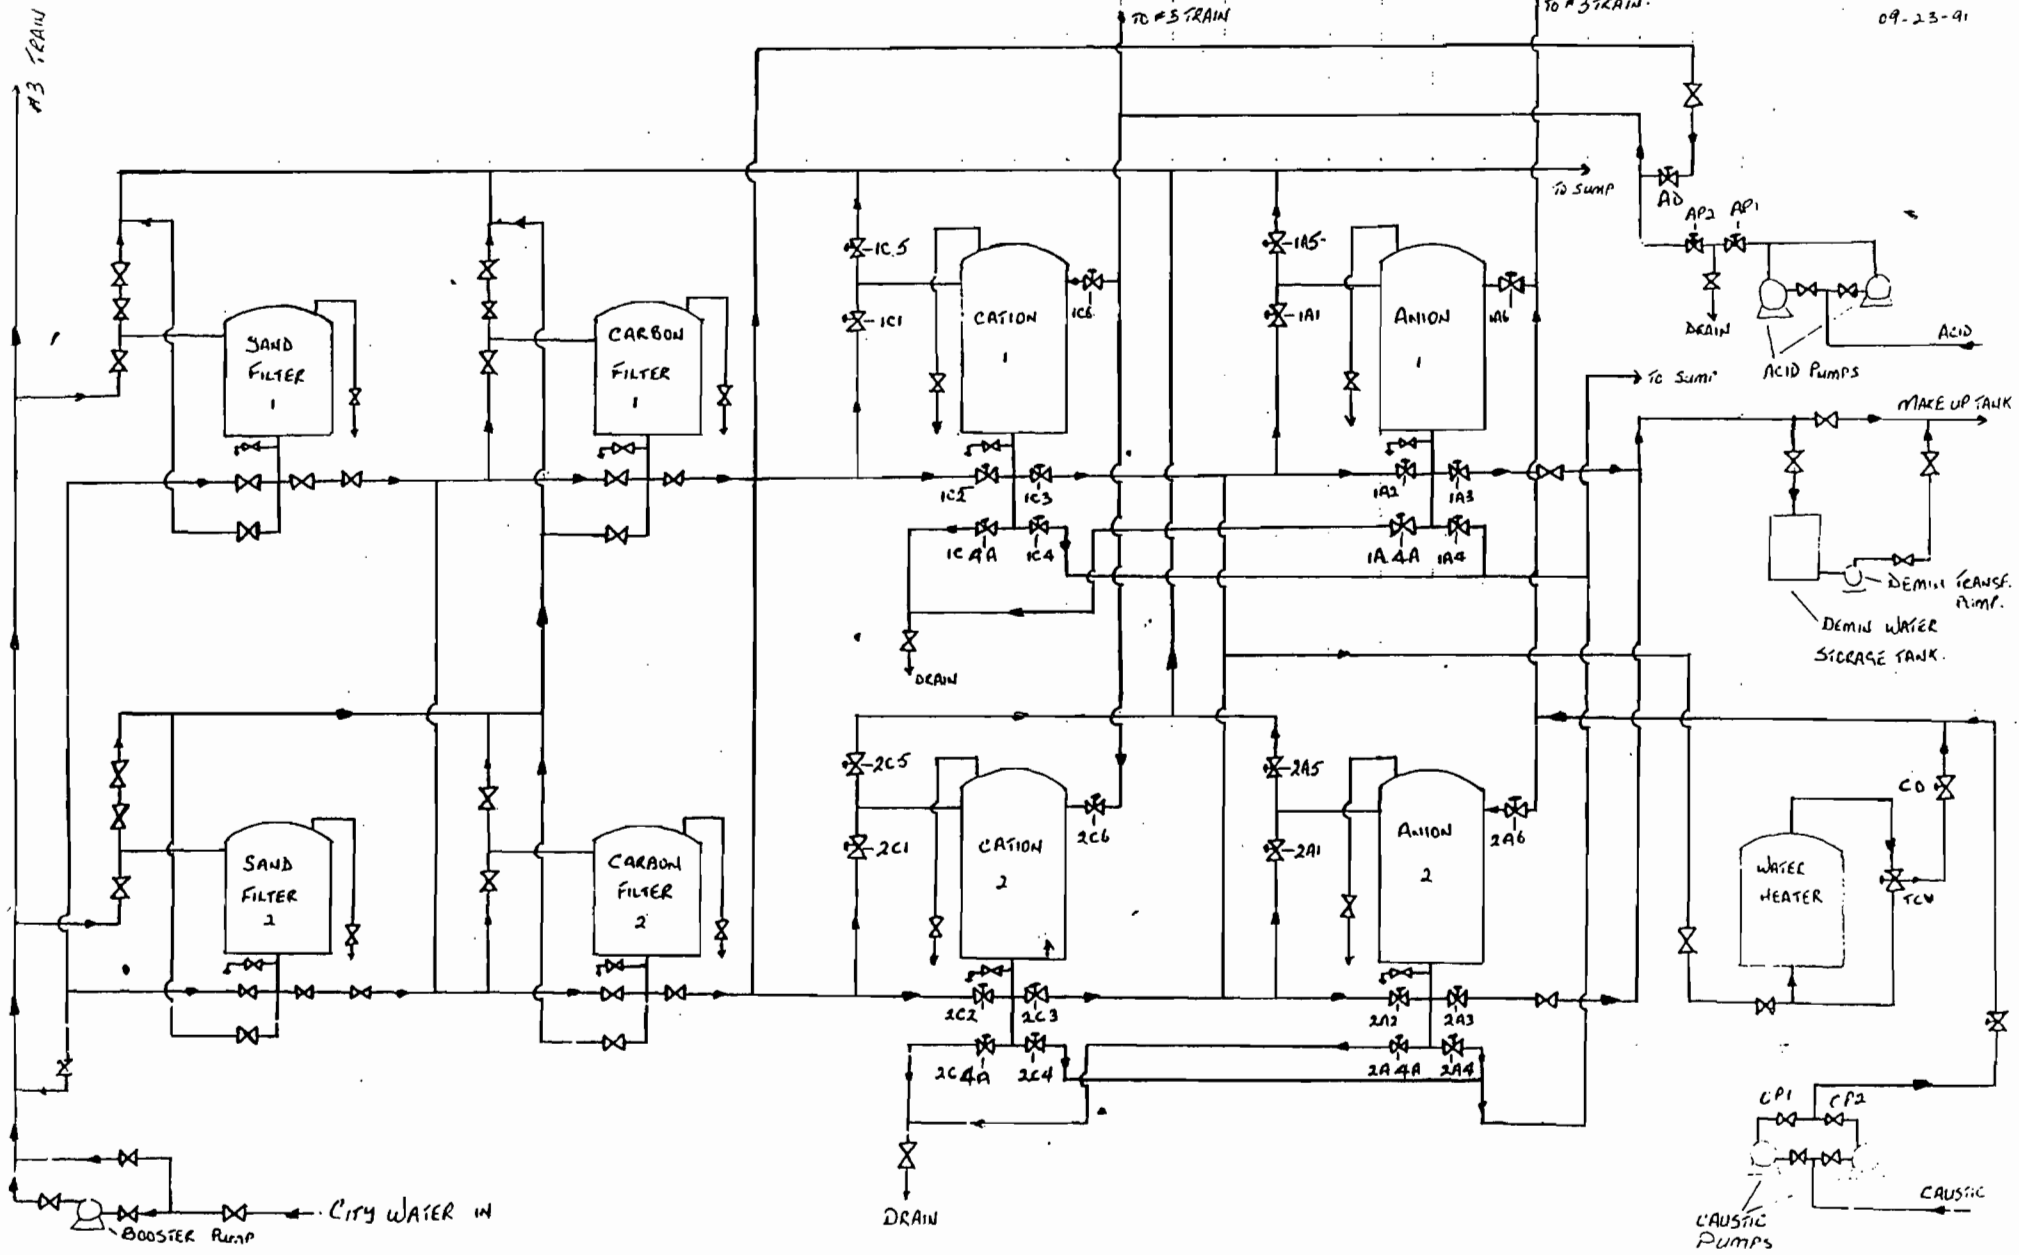 #3 TRAIN
TO #3 TRAIN
TO #3 TRAIN.
09-23-91
TO SUMP
AD
AP2 AP1
DRAIN
ACID
ACID PUMPS
TO SUMP
MAKE UP TANK
DEMIN TRANSF.
PUMP.
DEMIN WATER
STORAGE TANK.
SAND
FILTER
1
CARBON
FILTER
1
1C5
1C1
CATION
1
1C6
1A5
1A1
ANION
1
1A6
1C2
1C3
1C4A
1C4
1A2
1A3
1A4A
1A4
DRAIN
SAND
FILTER
2
CARBON
FILTER
2
2C5
2C1
CATION
2
2C6
2A5
2A1
ANION
2
2A6
CD
WATER
HEATER
TCV
2C2
2C3
2C4A
2C4
2A2
2A3
2A4A
2A4
CP1
CP2
CAUSTIC
CAUSTIC
PUMPS
CITY WATER IN
BOOSTER PUMP
DRAIN